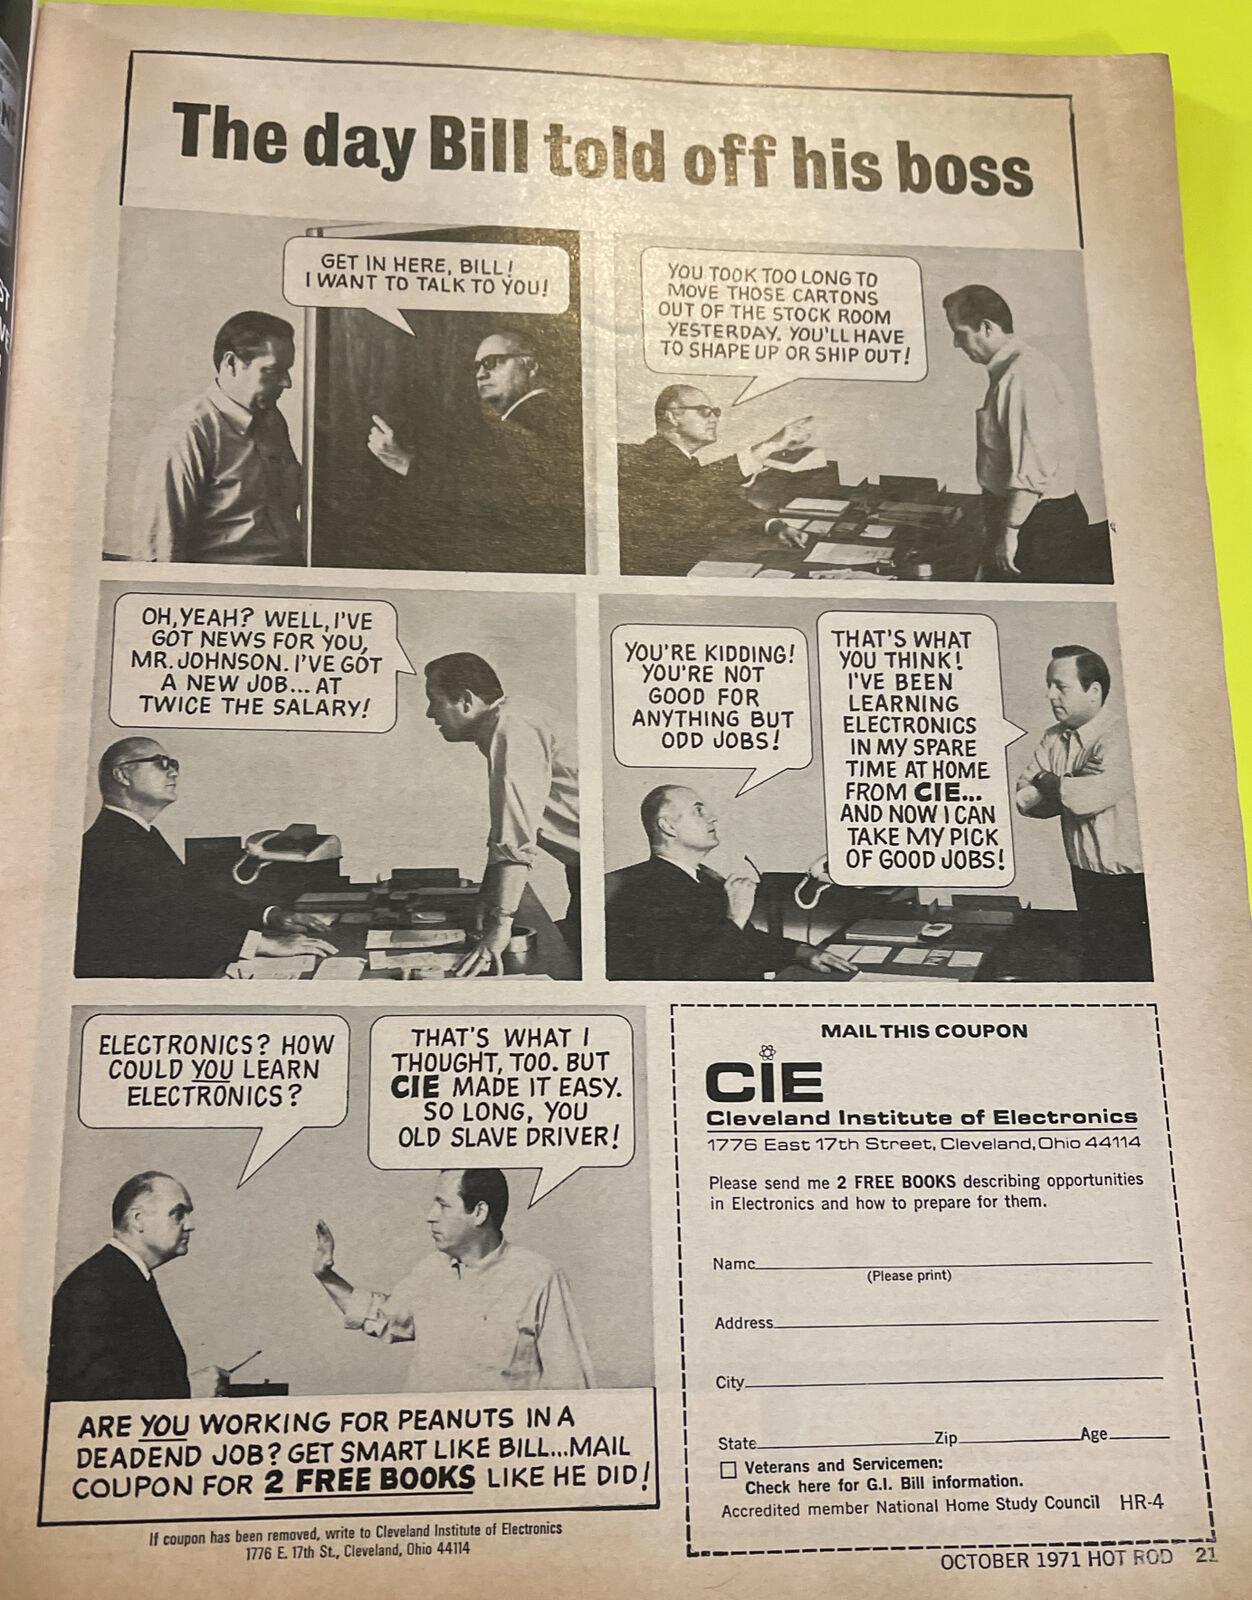 The day Bill told off his boss
GET IN HERE, BILL!
I WANT TO TALK TO YOU!
YOU TOOK TOO LONG TO
MOVE THOSE CARTONS
OUT OF THE STOCK ROOM
YESTERDAY. YOU'LL HAVE
TO SHAPE UP OR SHIP OUT!
OH, YEAH? WELL, I'VE
GOT NEWS FOR YOU,
MR. JOHNSON. I'VE GOT
A NEW JOB... AT
TWICE THE SALARY!
YOU'RE KIDDING!
YOU'RE NOT
GOOD FOR
ANYTHING BUT
ODD JOBS!
THAT'S WHAT
YOU THINK!
I'VE BEEN
LEARNING
ELECTRONICS
IN MY SPARE
TIME AT HOME
FROM CIE...
AND NOW I CAN
TAKE MY PICK
OF GOOD JOBS!
ELECTRONICS? HOW
COULD YOU LEARN
ELECTRONICS?
THAT'S WHAT I
THOUGHT, TOO. BUT
CIE MADE IT EASY.
SO LONG, YOU
OLD SLAVE DRIVER!
ARE YOU WORKING FOR PEANUTS IN A
DEADEND JOB? GET SMART LIKE BILL...MAIL
COUPON FOR 2 FREE BOOKS LIKE HE DID!
If coupon has been removed, write to Cleveland Institute of Electronics
1776 E. 17th St., Cleveland, Ohio 44114
MAIL THIS COUPON
CIE
Cleveland Institute of Electronics
1776 East 17th Street, Cleveland, Ohio 44114
Please send me 2 FREE BOOKS describing opportunities
in Electronics and how to prepare for them.
Name
(Please print)
Address
City
State Zip Age
Veterans and Servicemen:
Check here for G.I. Bill information.
Accredited member National Home Study Council HR-4
OCTOBER 1971 HOT ROD 21